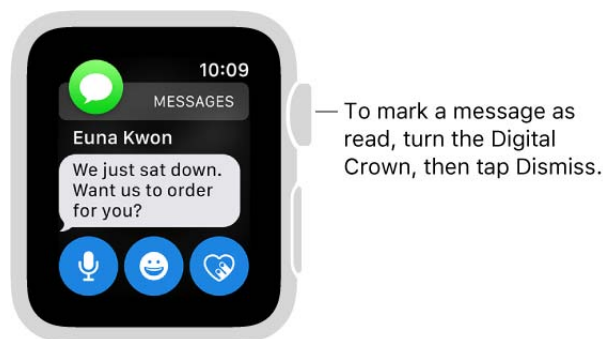 10:09
MESSAGES
Euna Kwon
We just sat down.
Want us to order
for you?
To mark a message as
read, turn the Digital
Crown, then tap Dismiss.